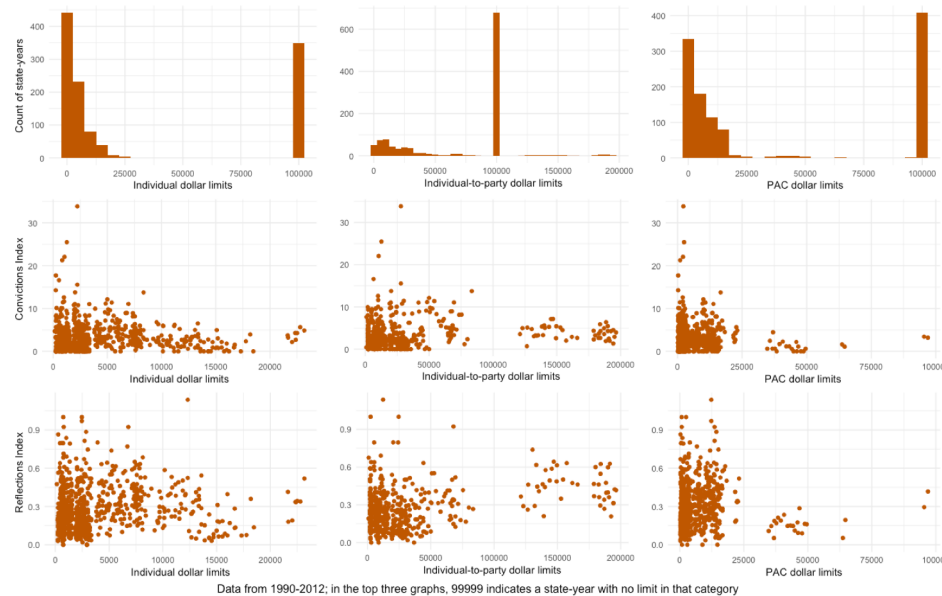 400
300
200
100
0
Count of state-years
0 25000 50000 75000 100000
Individual dollar limits
600
400
200
0
0 50000 100000 150000 200000
Individual-to-party dollar limits
400
300
200
100
0
0 25000 50000 75000 100000
PAC dollar limits
30
20
10
0
Convictions Index
0 5000 10000 15000 20000
Individual dollar limits
30
20
10
0
0 50000 100000 150000 200000
Individual-to-party dollar limits
30
20
10
0
0 25000 50000 75000 100000
PAC dollar limits
0.9
0.6
0.3
0.0
Reflections Index
0 5000 10000 15000 20000
Individual dollar limits
0.9
0.6
0.3
0.0
0 50000 100000 150000 200000
Individual-to-party dollar limits
0.9
0.6
0.3
0.0
0 25000 50000 75000 100000
PAC dollar limits
Data from 1990-2012; in the top three graphs, 99999 indicates a state-year with no limit in that category